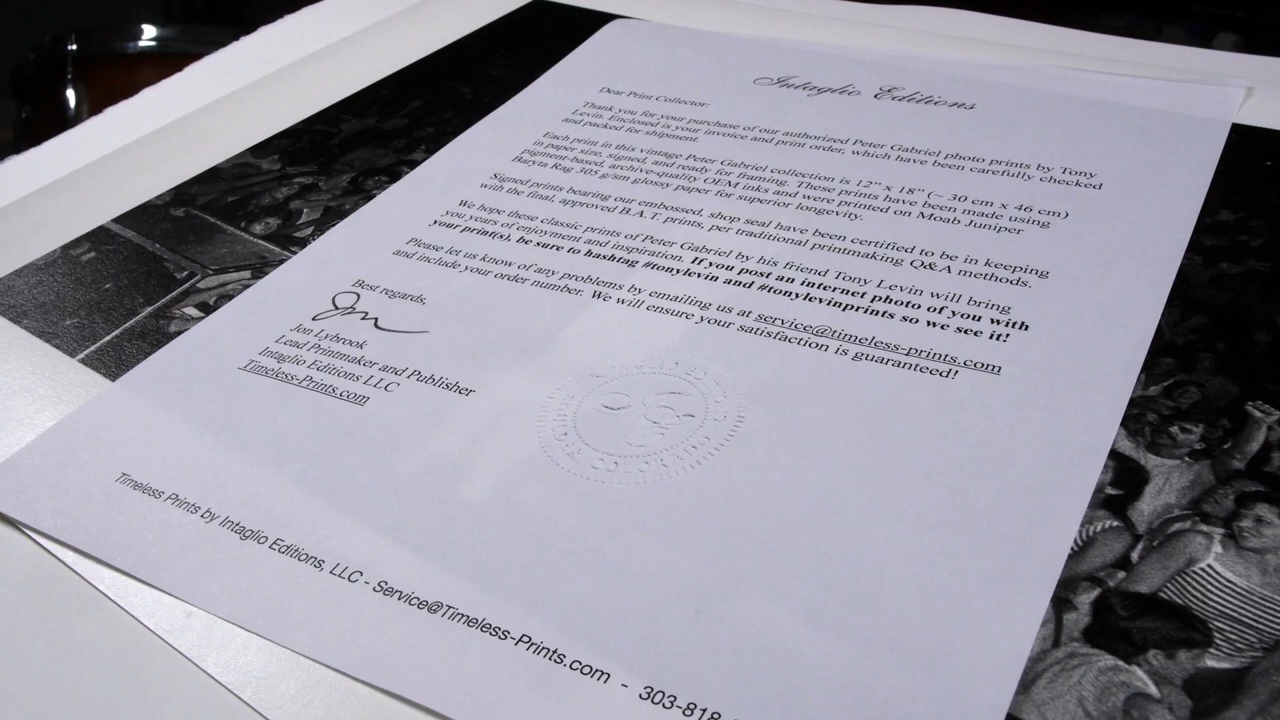 Intaglio Editions
Dear Print Collector:
Thank you for your purchase of our authorized Peter Gabriel photo prints by Tony
Levin. Enclosed is your invoice and print order, which have been carefully checked
and packed for shipment.
Each print in this vintage Peter Gabriel collection is 12” x 18” (~ 30 cm x 46 cm)
in paper size, signed, and ready for framing. These prints have been made using
pigment-based, archive-quality OEM inks and were printed on Moab Juniper
Baryta Rag 305 g/sm glossy paper for superior longevity.
Signed prints bearing our embossed, shop seal have been certified to be in keeping
with the final, approved B.A.T. prints, per traditional printmaking Q&A methods.
We hope these classic prints of Peter Gabriel by his friend Tony Levin will bring
you years of enjoyment and inspiration. If you post an internet photo of you with
your print(s), be sure to hashtag #tonylevin and #tonylevinprints so we see it!
Please let us know of any problems by emailing us at service@timeless-prints.com
and include your order number. We will ensure your satisfaction is guaranteed!
Best regards,
Jon Lybrook
Lead Printmaker and Publisher
Intaglio Editions LLC
Timeless-Prints.com
INTAGLIO
COLORADO
Timeless Prints by Intaglio Editions, LLC - Service@Timeless-Prints.com - 303-818